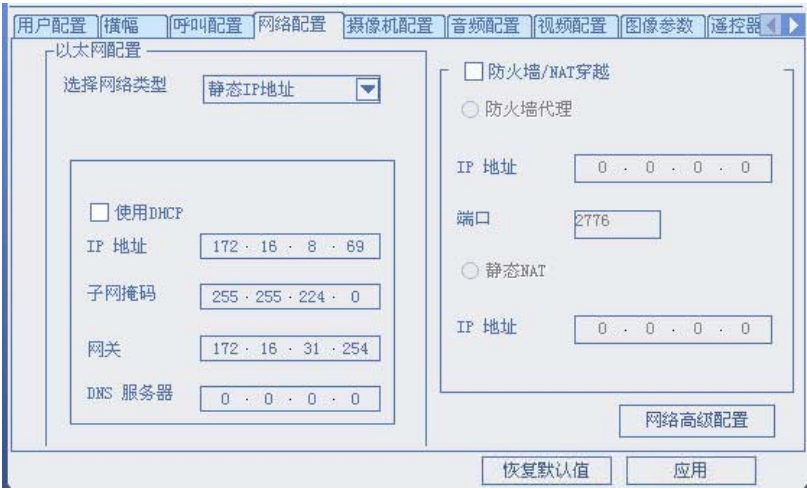 用户配置 横幅 呼叫配置 网络配置 摄像机配置 音频配置 视频配置 图像参数 遥控器
以太网配置
选择网络类型 静态IP地址
使用DHCP
IP 地址 172 · 16 · 8 · 69
子网掩码 255 · 255 · 224 · 0
网关 172 · 16 · 31 · 254
DNS 服务器 0 · 0 · 0 · 0
防火墙/NAT穿越
防火墙代理
IP 地址 0 · 0 · 0 · 0
端口 2776
静态NAT
IP 地址 0 · 0 · 0 · 0
网络高级配置
恢复默认值 应用